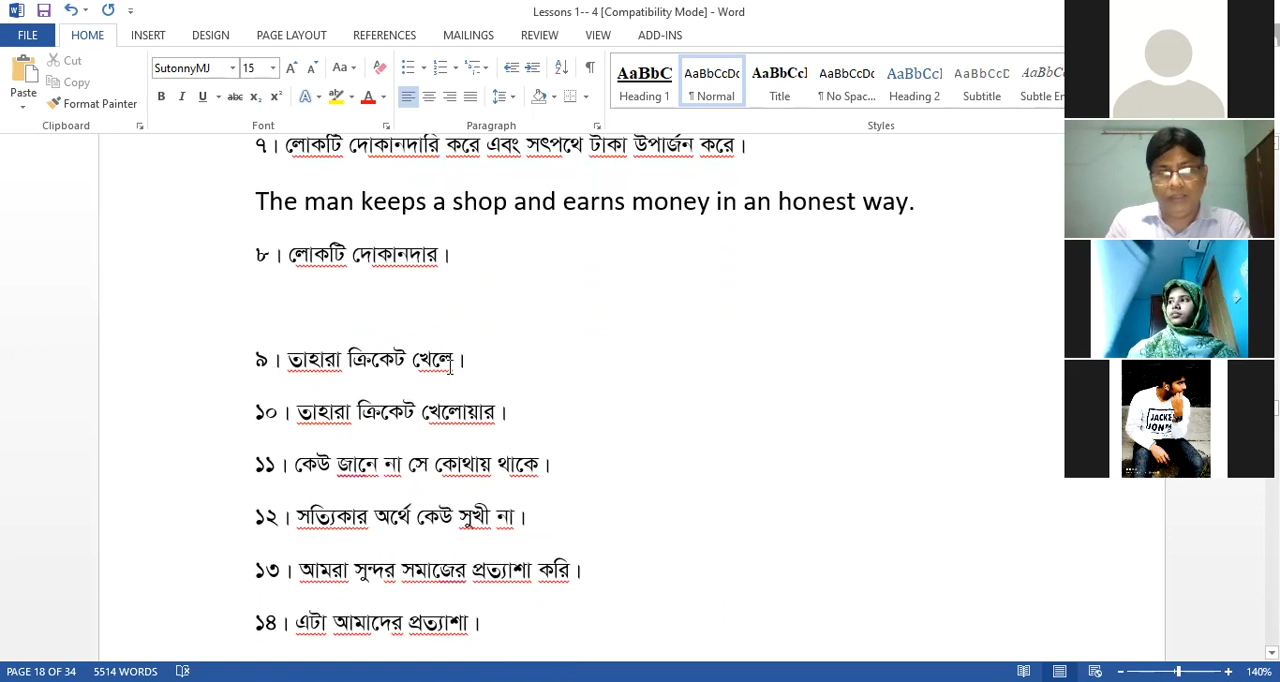 Lessons 1-- 4 [Compatibility Mode] - Word
FILE HOME INSERT DESIGN PAGE LAYOUT REFERENCES MAILINGS REVIEW VIEW ADD-INS
Cut
Copy
Format Painter
Paste
SutonnyMJ 15
AaBbC AaBbCcDc AaBbCcl AaBbCcDc AaBbCcl AaBbCcD AaBbCcD
Heading 1 ¶ Normal Title ¶ No Spac... Heading 2 Subtitle Subtle En
Clipboard Font Paragraph Styles
৭। লোকটি দোকানদারি করে এবং সৎপথে টাকা উপার্জন করে।
The man keeps a shop and earns money in an honest way.
৮। লোকটি দোকানদার।
৯। তাহারা ক্রিকেট খেলে।
১০। তাহারা ক্রিকেট খেলোয়ার।
১১। কেউ জানে না সে কোথায় থাকে।
১২। সত্যিকার অর্থে কেউ সুখী না।
১৩। আমরা সুন্দর সমাজের প্রত্যাশা করি।
১৪। এটা আমাদের প্রত্যাশা।
JACK
JON
PAGE 18 OF 34 5514 WORDS 140%